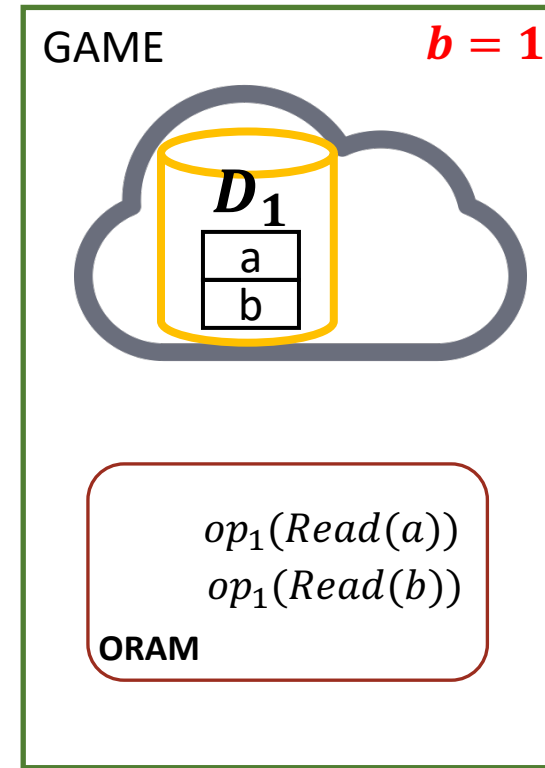 GAME b = 1
D₁
a
b
op₁(Read(a))
op₁(Read(b))
ORAM